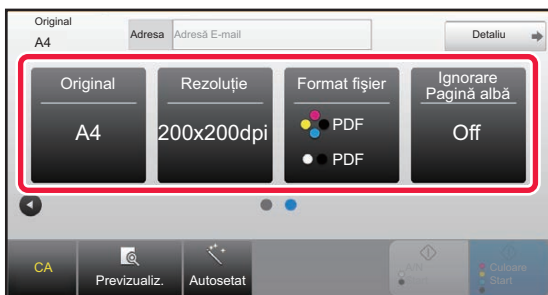 Original
A4
Adresa
Adresă E-mail
Detaliu
Original
A4
Rezoluție
200x200dpi
Format fișier
PDF
PDF
Ignorare
Pagină albă
Off
CA
Previzualiz.
Autosetat
A/N
Culoare
Start